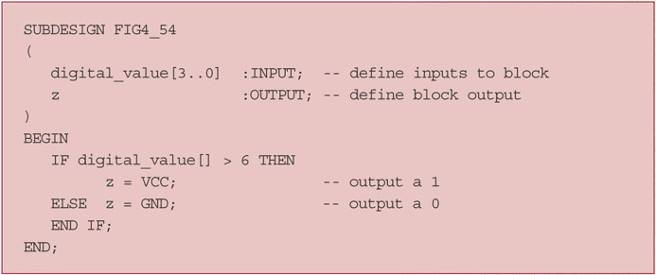 SUBDESIGN FIG4_54
(
   digital_value[3..0]  :INPUT;  -- define inputs to block
   z                    :OUTPUT; -- define block output
)
BEGIN
   IF digital_value[] > 6 THEN
         z = VCC;                -- output a 1
   ELSE  z = GND;                -- output a 0
   END IF;
END;